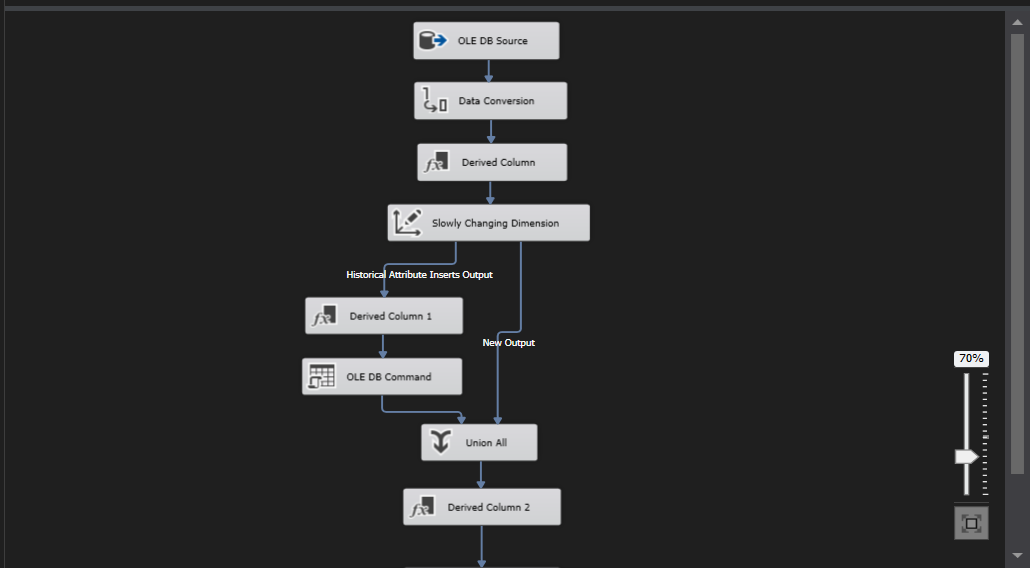 OLE DB Source
Data Conversion
Derived Column
Slowly Changing Dimension
Historical Attribute Inserts Output
Derived Column 1
New Output
OLE DB Command
Union All
Derived Column 2
70%